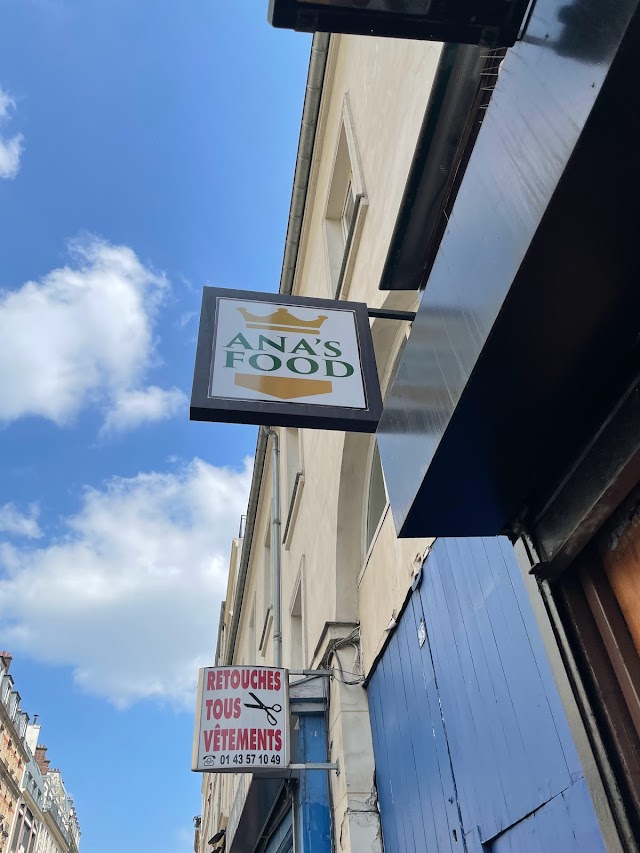 ANA'S
FOOD
RETOUCHES
TOUS
VÊTEMENTS
☎ 01 43 57 10 49